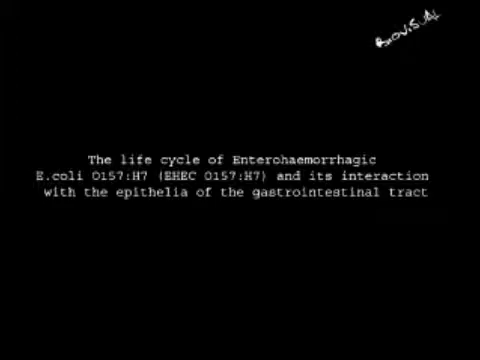 BIOVISUAL
The life cycle of Enterohaemorrhagic
E.coli O157:H7 (EHEC O157:H7) and its interaction
with the epithelia of the gastrointestinal tract